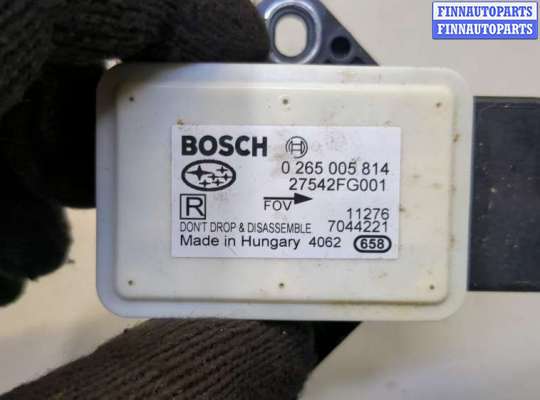 FINNAUTOPARTS
FINNAUTOPARTS
BOSCH
0 265 005 814
27542FG001
R
FOV
11276
DON'T DROP & DISASSEMBLE 7044221
Made in Hungary 4062 658